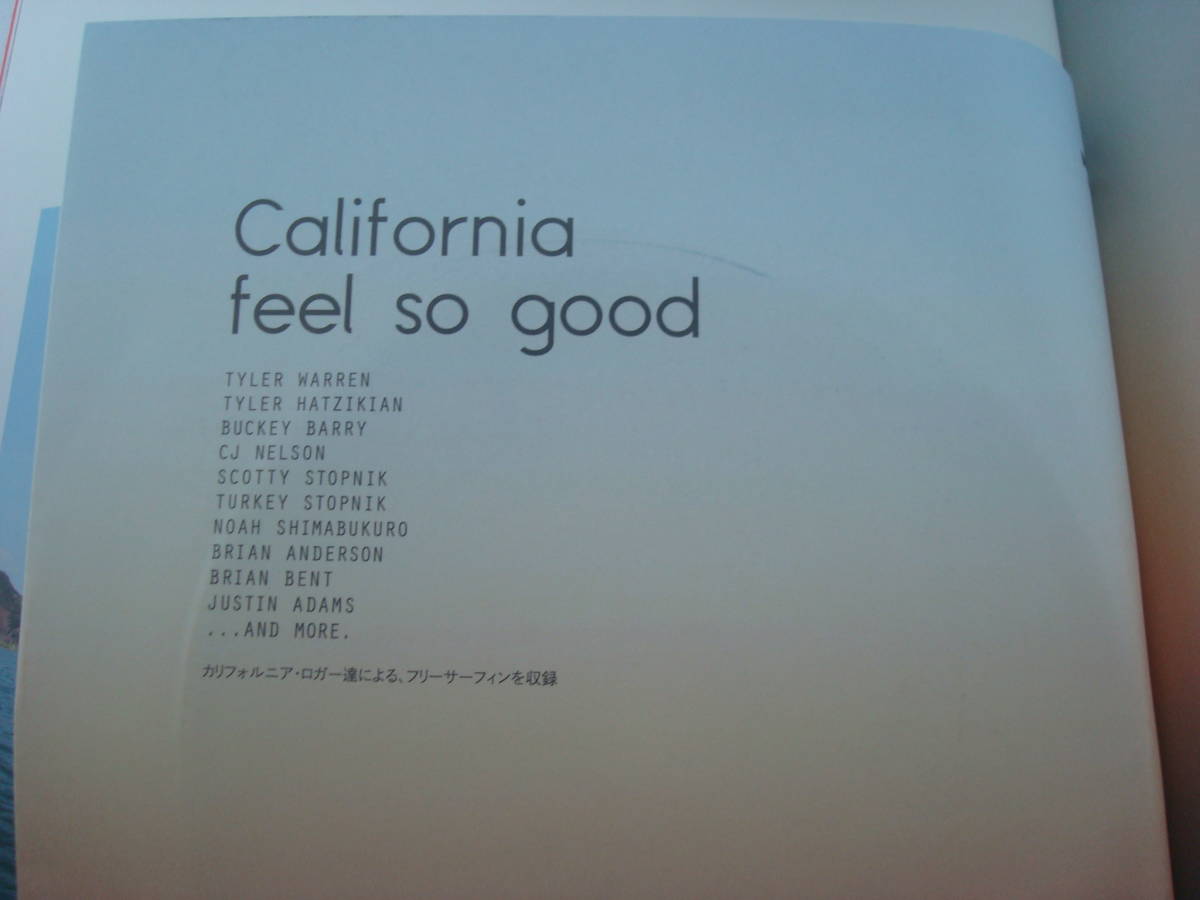 California
feel so good
TYLER WARREN
TYLER HATZIKIAN
BUCKEY BARRY
CJ NELSON
SCOTTY STOPNIK
TURKEY STOPNIK
NOAH SHIMABUKURO
BRIAN ANDERSON
BRIAN BENT
JUSTIN ADAMS
...AND MORE.
カリフォルニア・ロガー達による、フリーサーフィンを収録